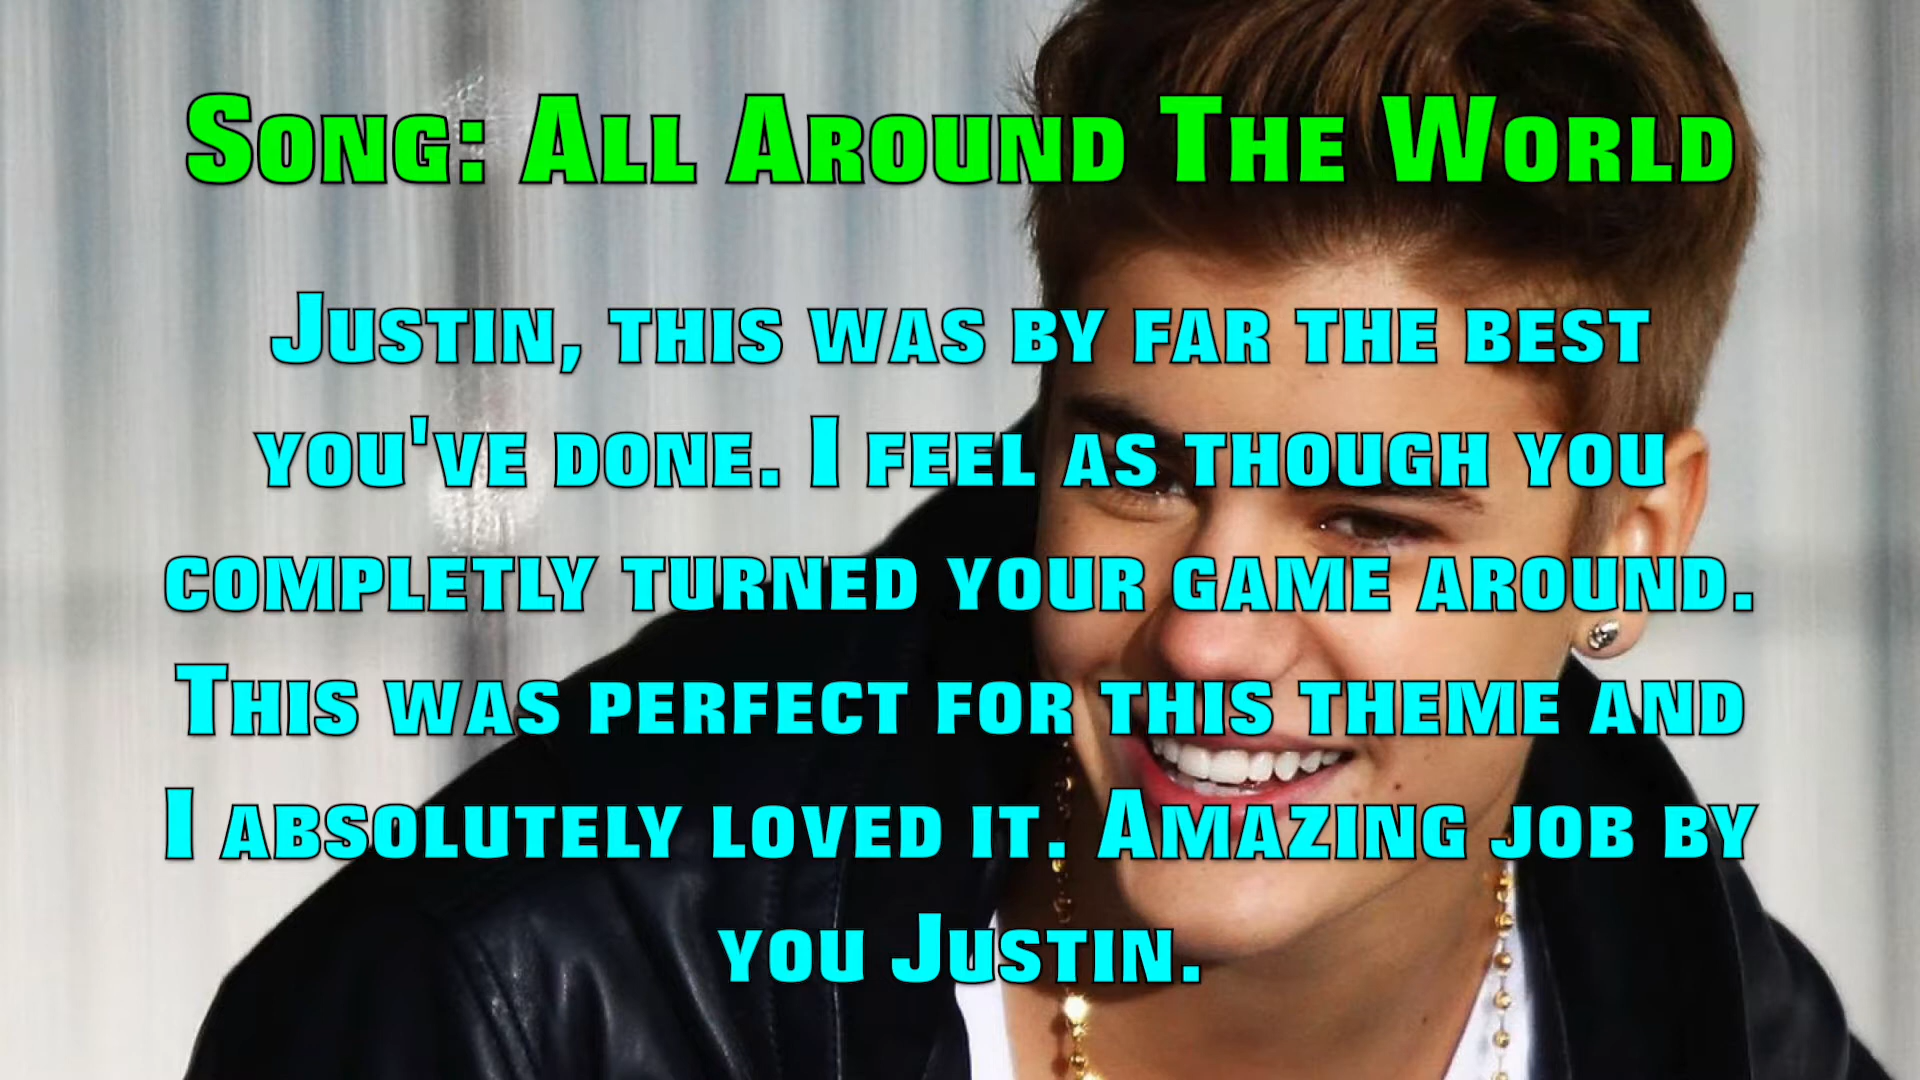 Song: All Around The World
Justin, this was by far the best
you've done. I feel as though you
completly turned your game around.
This was perfect for this theme and
I absolutely loved it. Amazing job by
you Justin.